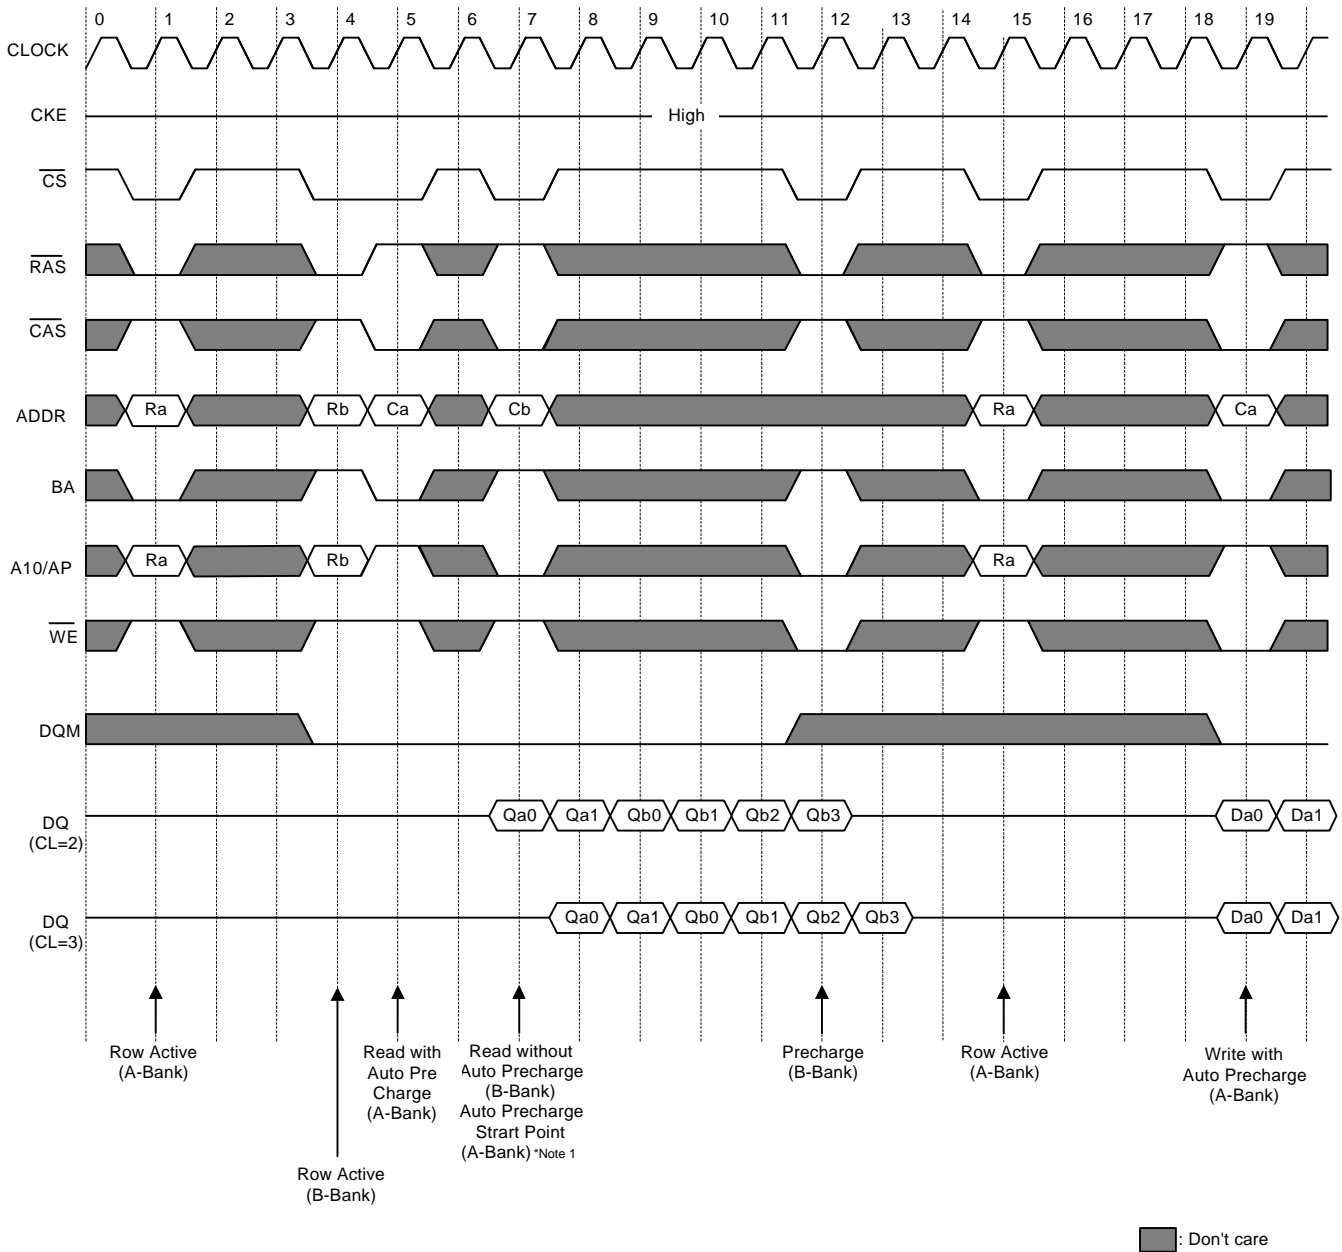 0 1 2 3 4 5 6 7 8 9 10 11 12 13 14 15 16 17 18 19
CLOCK
CKE High
CS
RAS
CAS
ADDR Ra Rb Ca Cb Ra Ca
BA
A10/AP Ra Rb Ra
WE
DQM
DQ Qa0 Qa1 Qb0 Qb1 Qb2 Qb3 Da0 Da1
(CL=2)
DQ Qa0 Qa1 Qb0 Qb1 Qb2 Qb3 Da0 Da1
(CL=3)
Row Active
(A-Bank)
Row Active
(B-Bank)
Read with
Auto Pre
Charge
(A-Bank)
Read without
Auto Precharge
(B-Bank)
Auto Precharge
Strart Point
(A-Bank) *Note 1
Precharge
(B-Bank)
Row Active
(A-Bank)
Write with
Auto Precharge
(A-Bank)
: Don't care